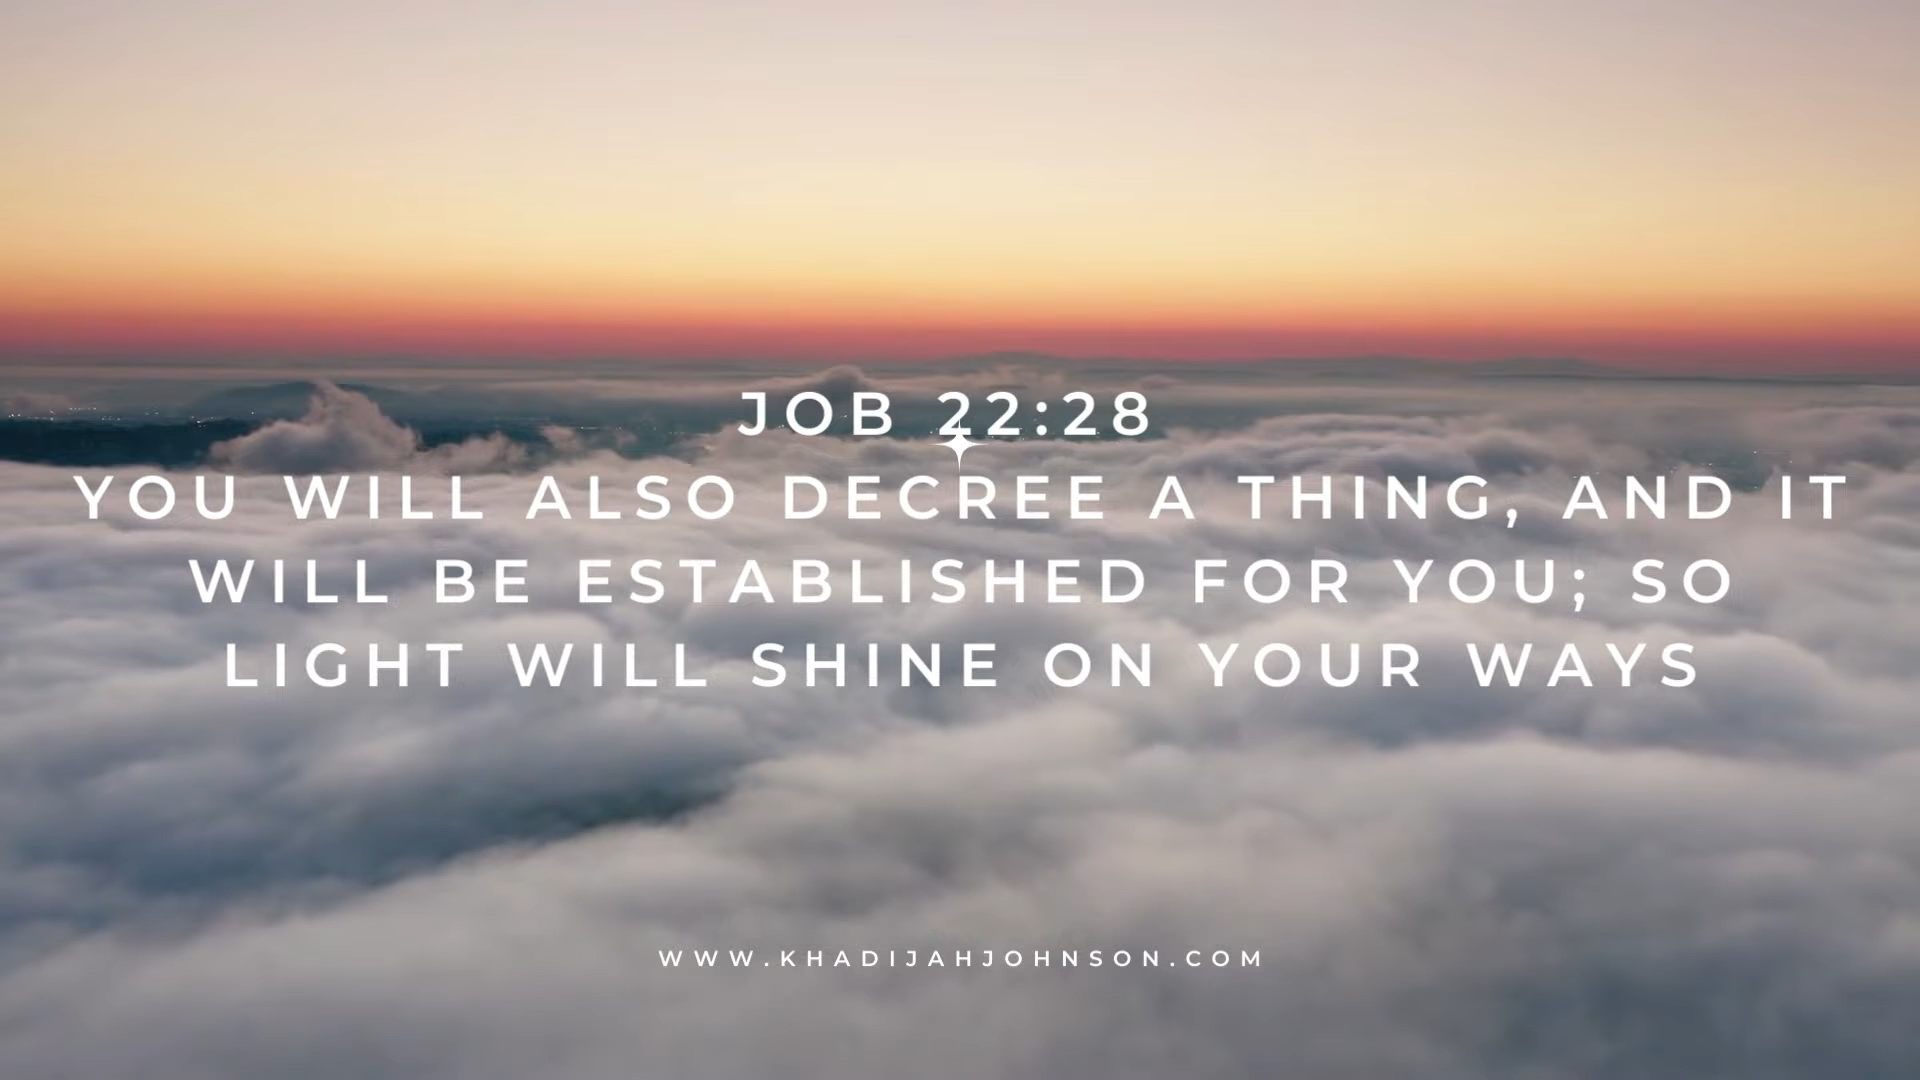 JOB 22:28
YOU WILL ALSO DECREE A THING, AND IT
WILL BE ESTABLISHED FOR YOU; SO
LIGHT WILL SHINE ON YOUR WAYS
WWW.KHADIJAHJOHNSON.COM